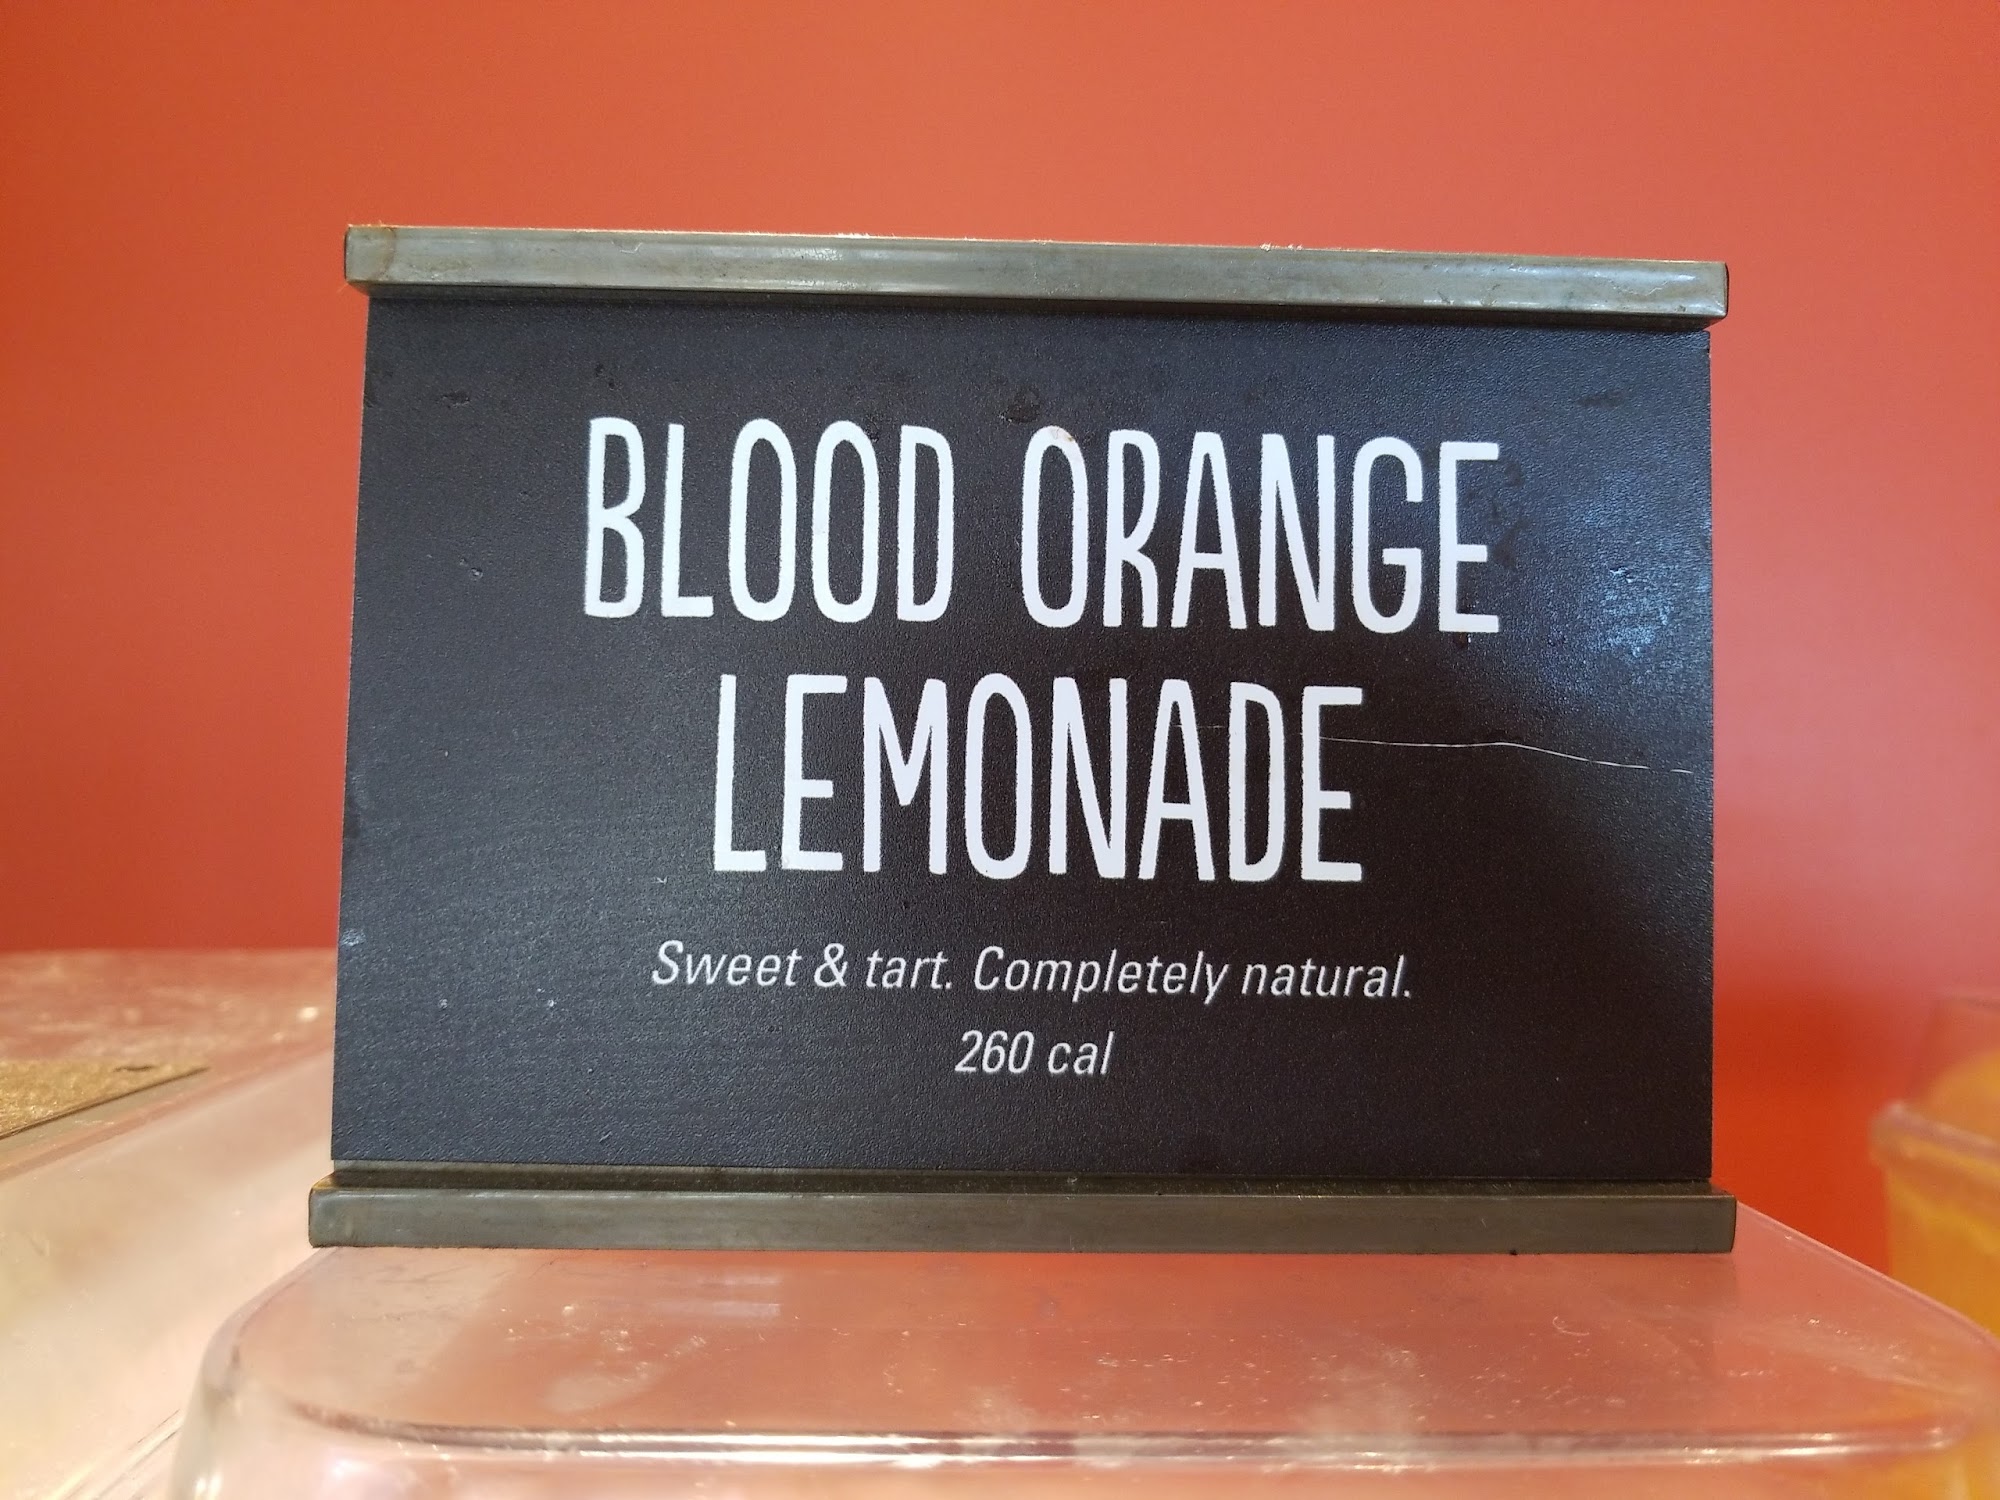 BLOOD ORANGE
LEMONADE
Sweet & tart. Completely natural.
260 cal